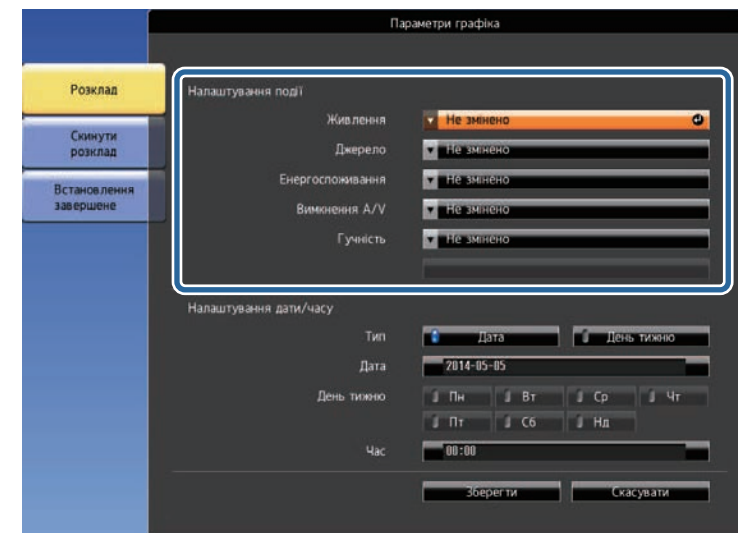 Параметри графіка
Розклад
Скинути
розклад
Встановлення
завершене
Налаштування події
Живлення Не змінено
Джерело Не змінено
Енергоспоживання Не змінено
Вимкнення A/V Не змінено
Гучність Не змінено
Налаштування дати/часу
Тип Дата День тижню
Дата 2014-05-05
День тижню Пн Вт Ср Чт
Пт Сб Нд
Час 00:00
Зберегти Скасувати